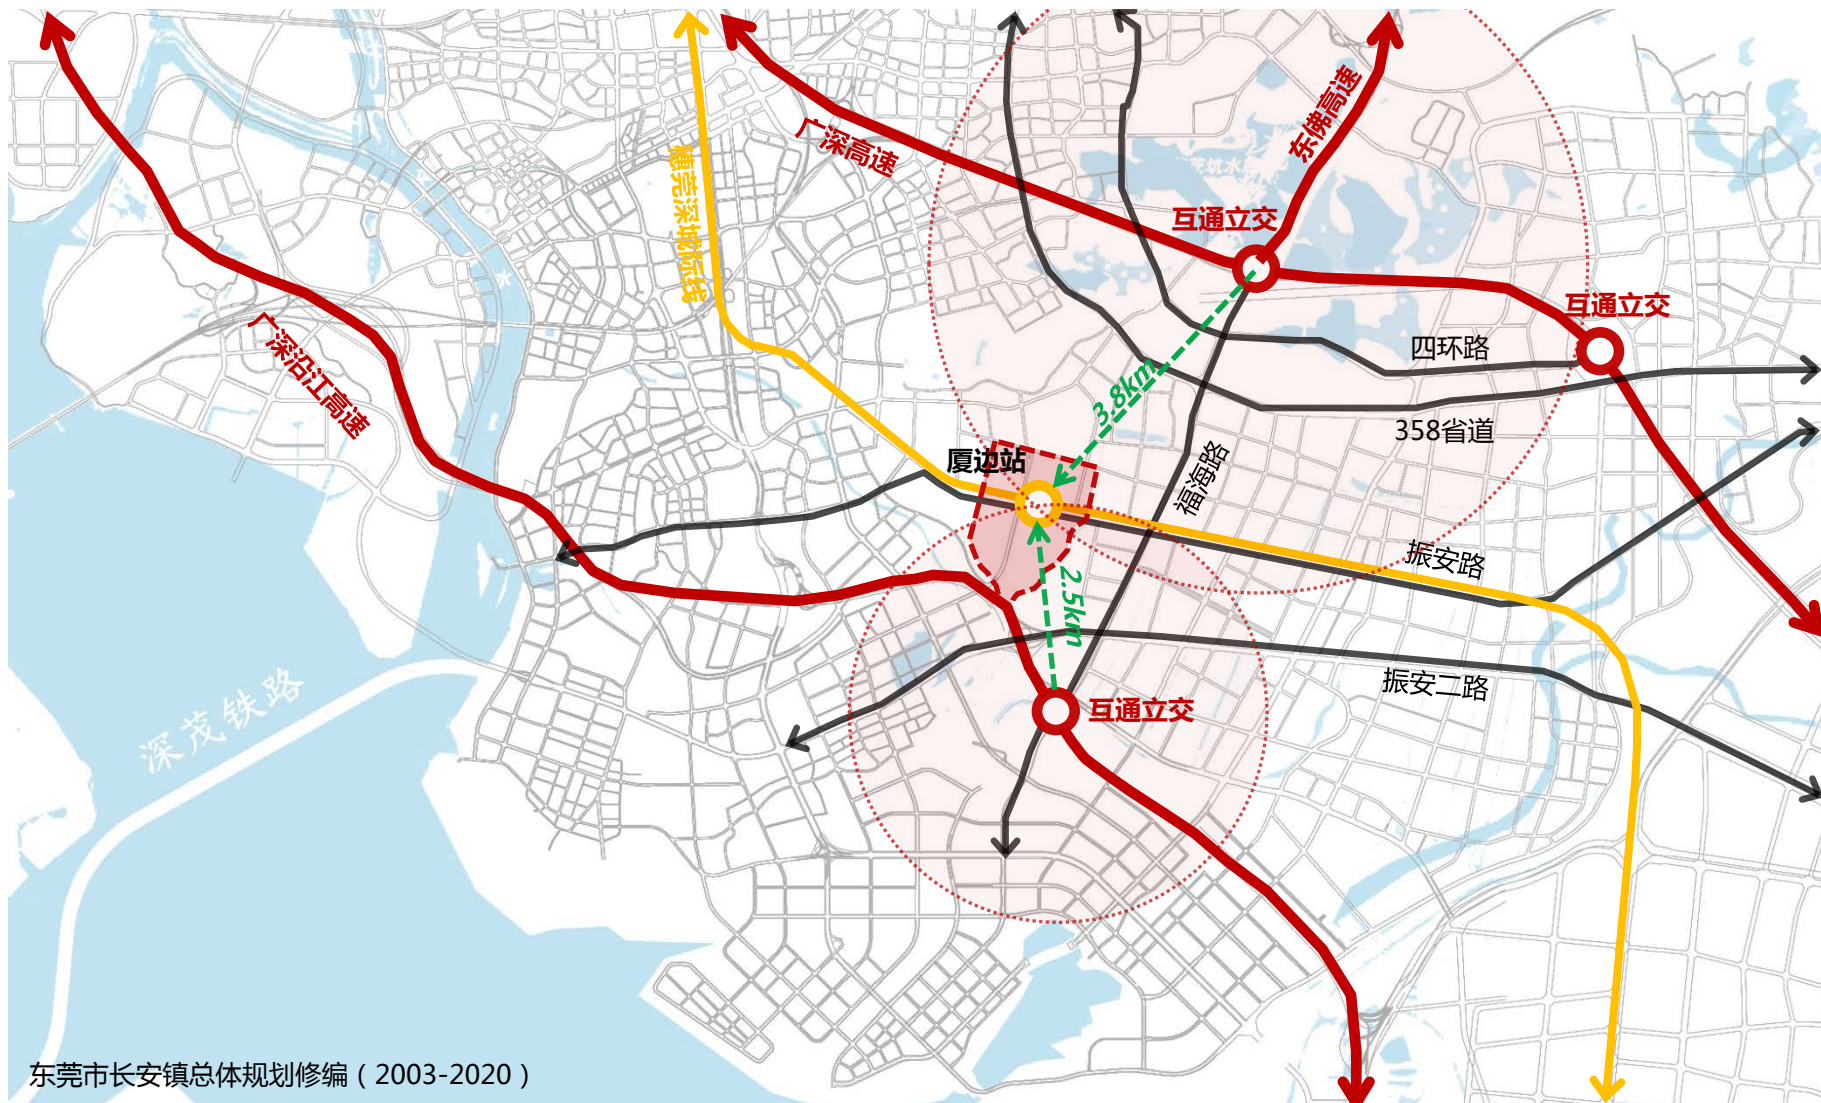 东佛高速
广深高速
穗莞深城际线
互通立交
互通立交
广深沿江高速
四环路
3.8km
358省道
厦边站
福海路
振安路
2.5km
振安二路
深茂铁路
互通立交
东莞市长安镇总体规划修编（2003-2020）